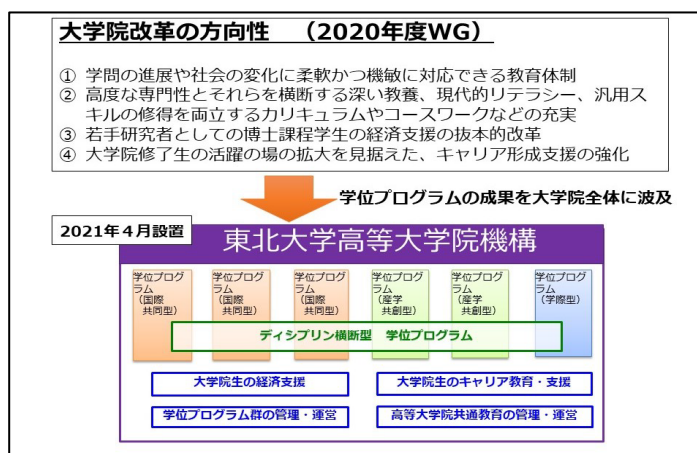 大学院改革の方向性　（2020年度WG）
① 学問の進展や社会の変化に柔軟かつ機敏に対応できる教育体制
② 高度な専門性とそれらを横断する深い教養、現代的リテラシー、汎用ス
キルの修得を両立するカリキュラムやコースワークなどの充実
③ 若手研究者としての博士課程学生の経済支援の抜本的改革
④ 大学院修了生の活躍の場の拡大を見据えた、キャリア形成支援の強化
学位プログラムの成果を大学院全体に波及
2021年４月設置
東北大学高等大学院機構
学位プログ
ラム
（国際
共同型）
学位プログ
ラム
（国際
共同型）
学位プログ
ラム
（国際
共同型）
学位プログ
ラム
（産学
共創型）
学位プログ
ラム
（産学
共創型）
学位プログ
ラム
（学際型）
ディシプリン横断型　学位プログラム
大学院生の経済支援
大学院生のキャリア教育・支援
学位プログラム群の管理・運営
高等大学院共通教育の管理・運営